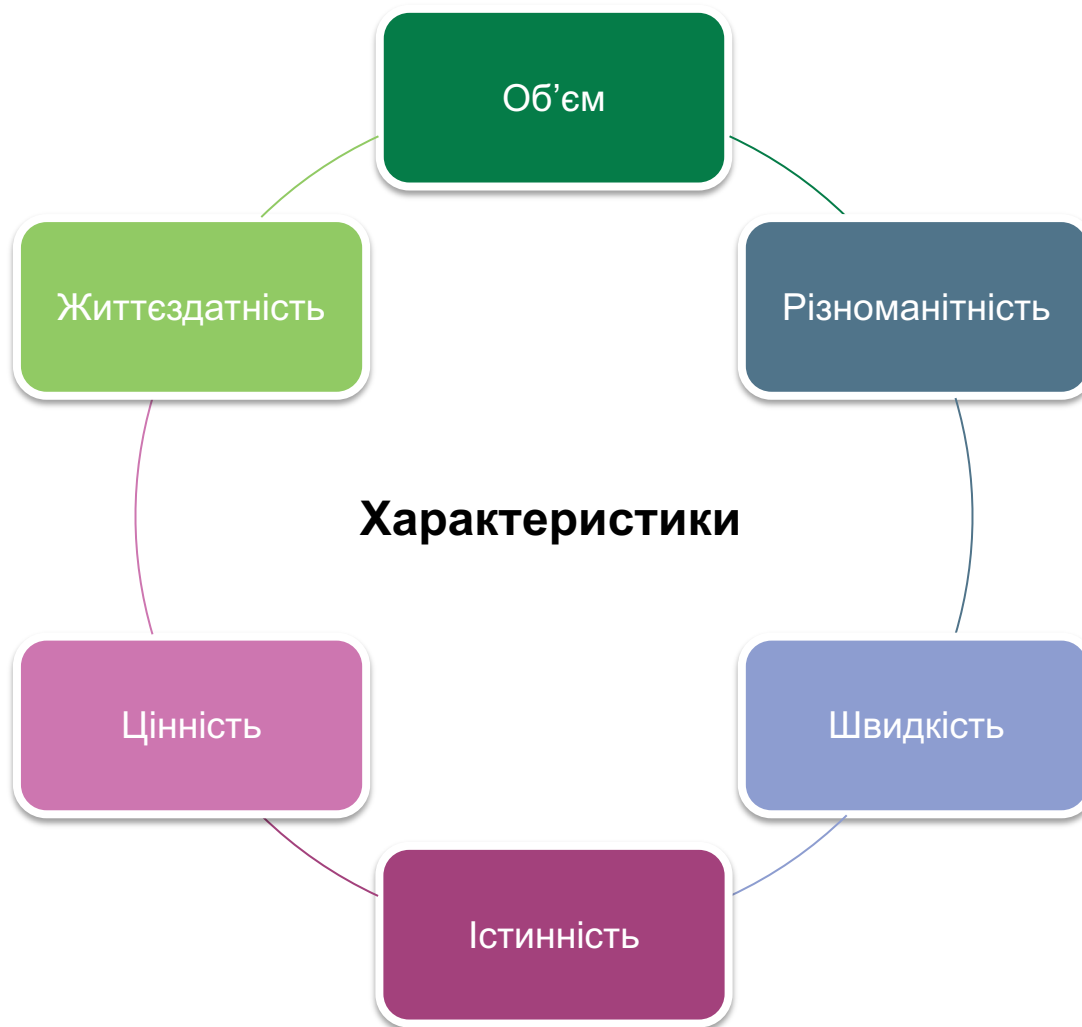 Об’єм
Життєздатність
Різноманітність
Характеристики
Цінність
Швидкість
Істинність